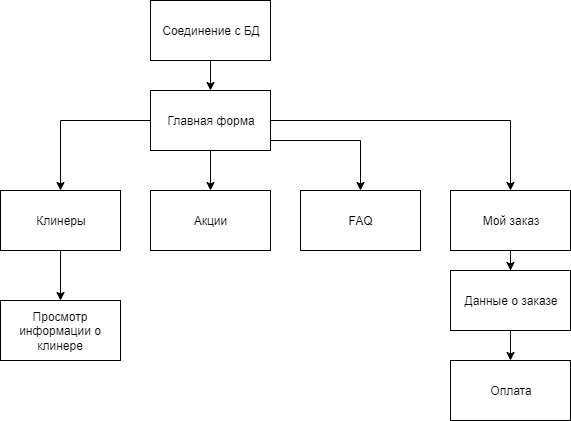 Соединение с БД
Главная форма
Клинеры
Акции
FAQ
Мой заказ
Просмотр
информации о
клинере
Данные о заказе
Оплата